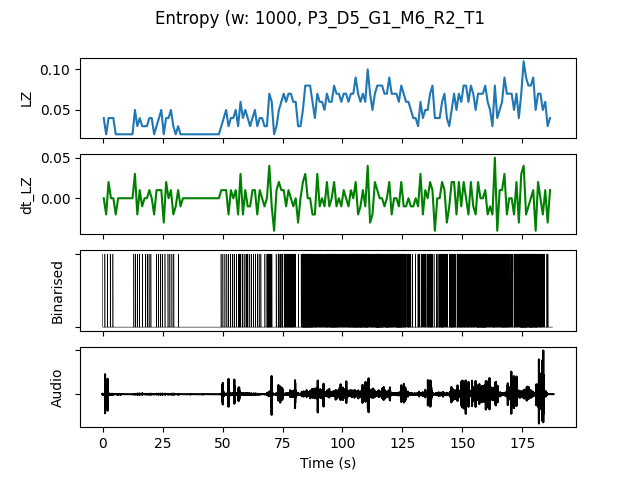 Entropy (w: 1000, P3_D5_G1_M6_R2_T1
LZ
0.10
0.05
dt_LZ
0.05
0.00
Binarised
Audio
0 25 50 75 100 125 150 175
Time (s)